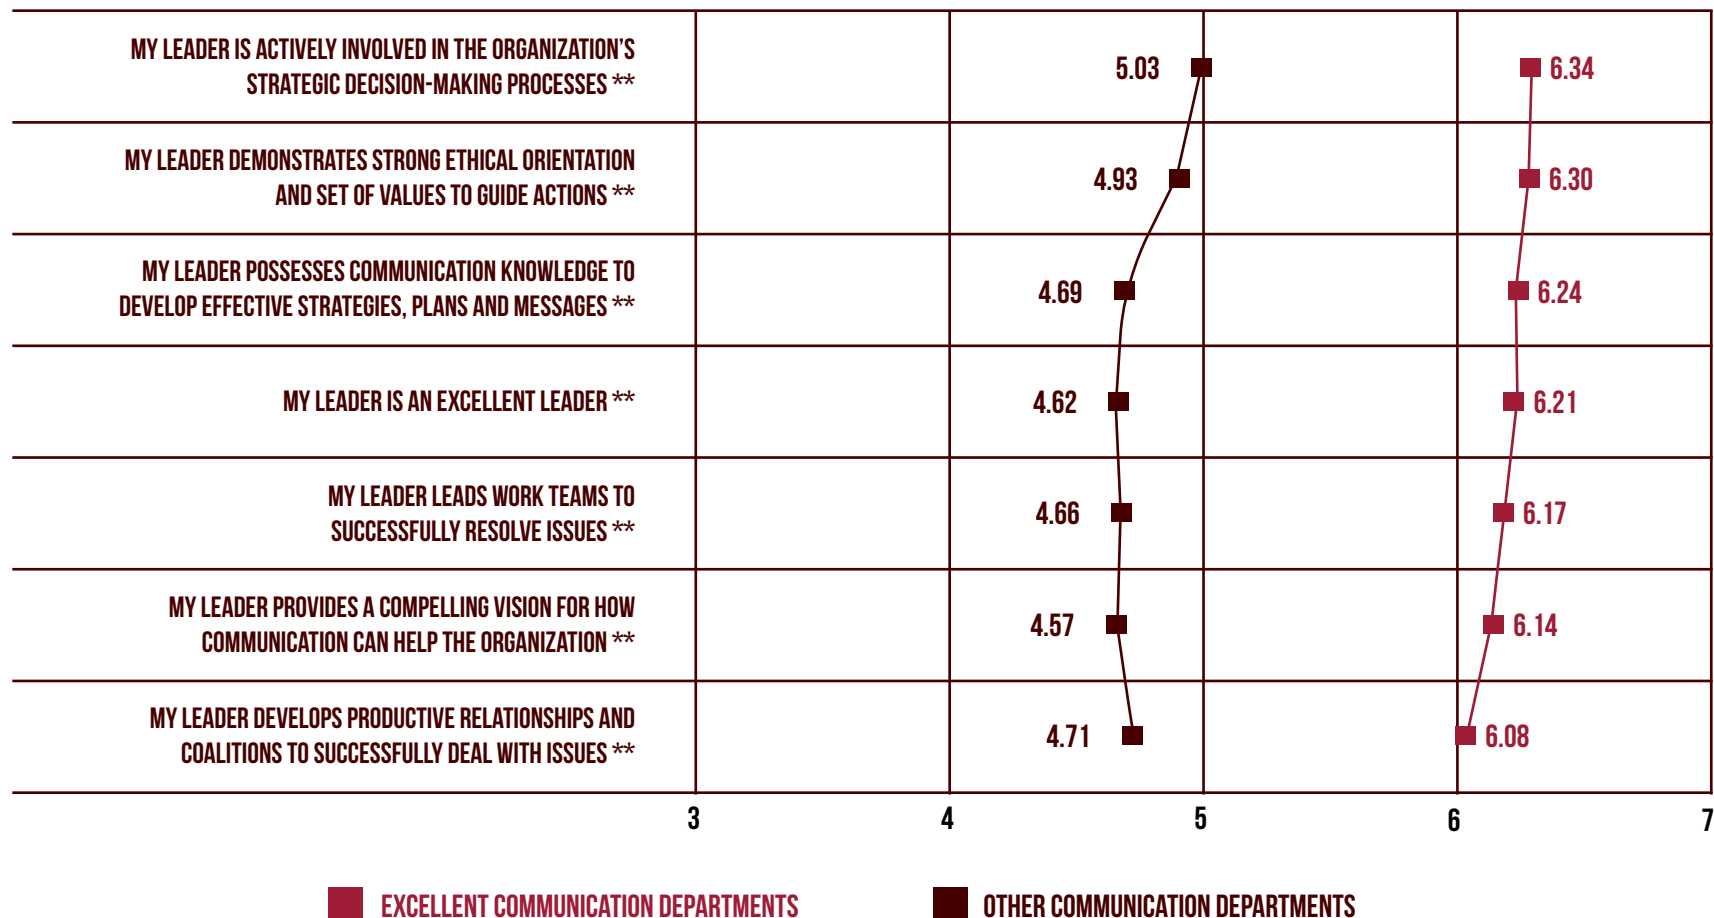 MY LEADER IS ACTIVELY INVOLVED IN THE ORGANIZATION'S
STRATEGIC DECISION-MAKING PROCESSES **
5.03
6.34
MY LEADER DEMONSTRATES STRONG ETHICAL ORIENTATION
AND SET OF VALUES TO GUIDE ACTIONS **
4.93
6.30
MY LEADER POSSESSES COMMUNICATION KNOWLEDGE TO
DEVELOP EFFECTIVE STRATEGIES, PLANS AND MESSAGES **
4.69
6.24
MY LEADER IS AN EXCELLENT LEADER **
4.62
6.21
MY LEADER LEADS WORK TEAMS TO
SUCCESSFULLY RESOLVE ISSUES **
4.66
6.17
MY LEADER PROVIDES A COMPELLING VISION FOR HOW
COMMUNICATION CAN HELP THE ORGANIZATION **
4.57
6.14
MY LEADER DEVELOPS PRODUCTIVE RELATIONSHIPS AND
COALITIONS TO SUCCESSFULLY DEAL WITH ISSUES **
4.71
6.08
3 4 5 6 7
EXCELLENT COMMUNICATION DEPARTMENTS
OTHER COMMUNICATION DEPARTMENTS